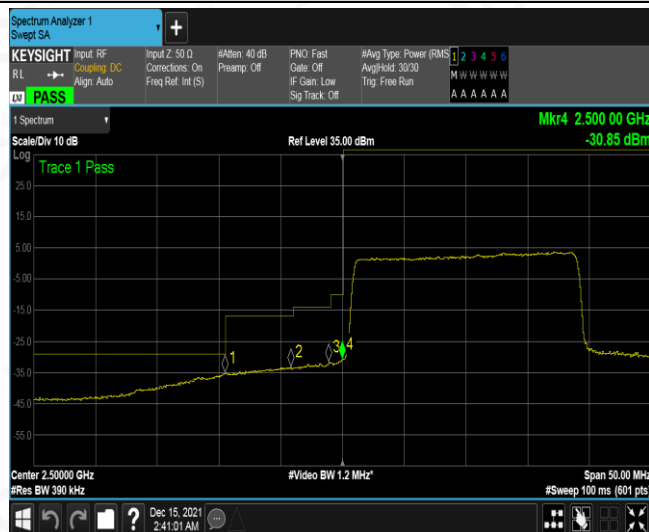 Spectrum Analyzer 1
Swept SA
+
KEYSIGHT Input: RF Input Z: 50 Ω #Atten: 40 dB PNO: Fast #Avg Type: Power (RMS 1 2 3 4 5 6
RL Coupling: DC Corrections: On Preamp: Off Gate: Off Avg|Hold: 30/30 M W W W W W
Align: Auto Freq Ref: Int (S) IF Gain: Low Trig: Free Run
LXI PASS Sig Track: Off A A A A A A
1 Spectrum Mkr4 2.500 00 GHz
Scale/Div 10 dB Ref Level 35.00 dBm -30.85 dBm
Log
Trace 1 Pass
25.0
15.0
5.00
-5.00
-15.0
-25.0
1 2 3 4
-35.0
-45.0
-55.0
Center 2.50000 GHz #Video BW 1.2 MHz* Span 50.00 MHz
#Res BW 390 kHz #Sweep 100 ms (601 pts)
? Dec 15, 2021
2:41:01 AM